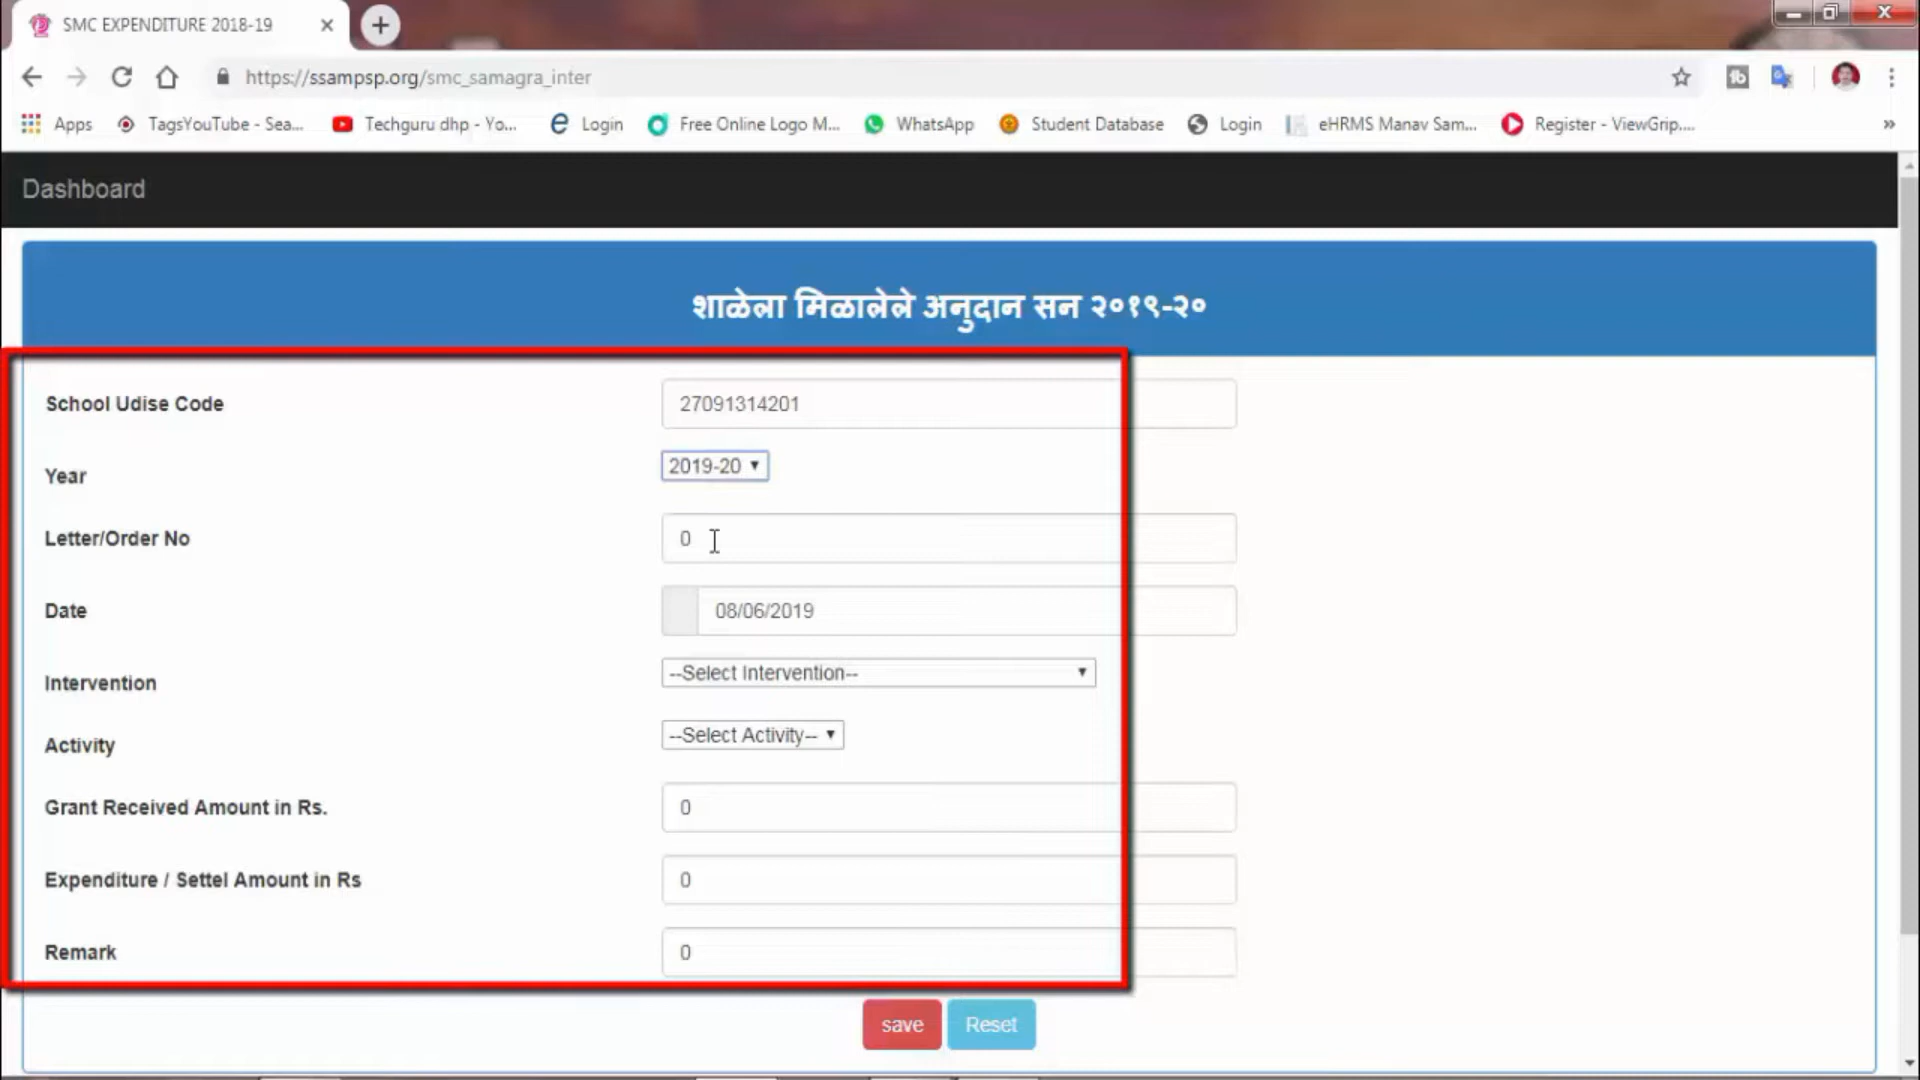 SMC EXPENDITURE 2018-19
https://ssampsp.org/smc_samagra_inter
Apps TagsYouTube - Sea... Techguru dhp - Yo... Login Free Online Logo M... WhatsApp Student Database Login eHRMS Manav Sam... Register - ViewGrip.... »
Dashboard
शाळेला मिळालेले अनुदान सन २०१९-२०
School Udise Code 27091314201
Year 2019-20
Letter/Order No 0
Date 08/06/2019
Intervention --Select Intervention--
Activity --Select Activity--
Grant Received Amount in Rs. 0
Expenditure / Settel Amount in Rs 0
Remark 0
save Reset